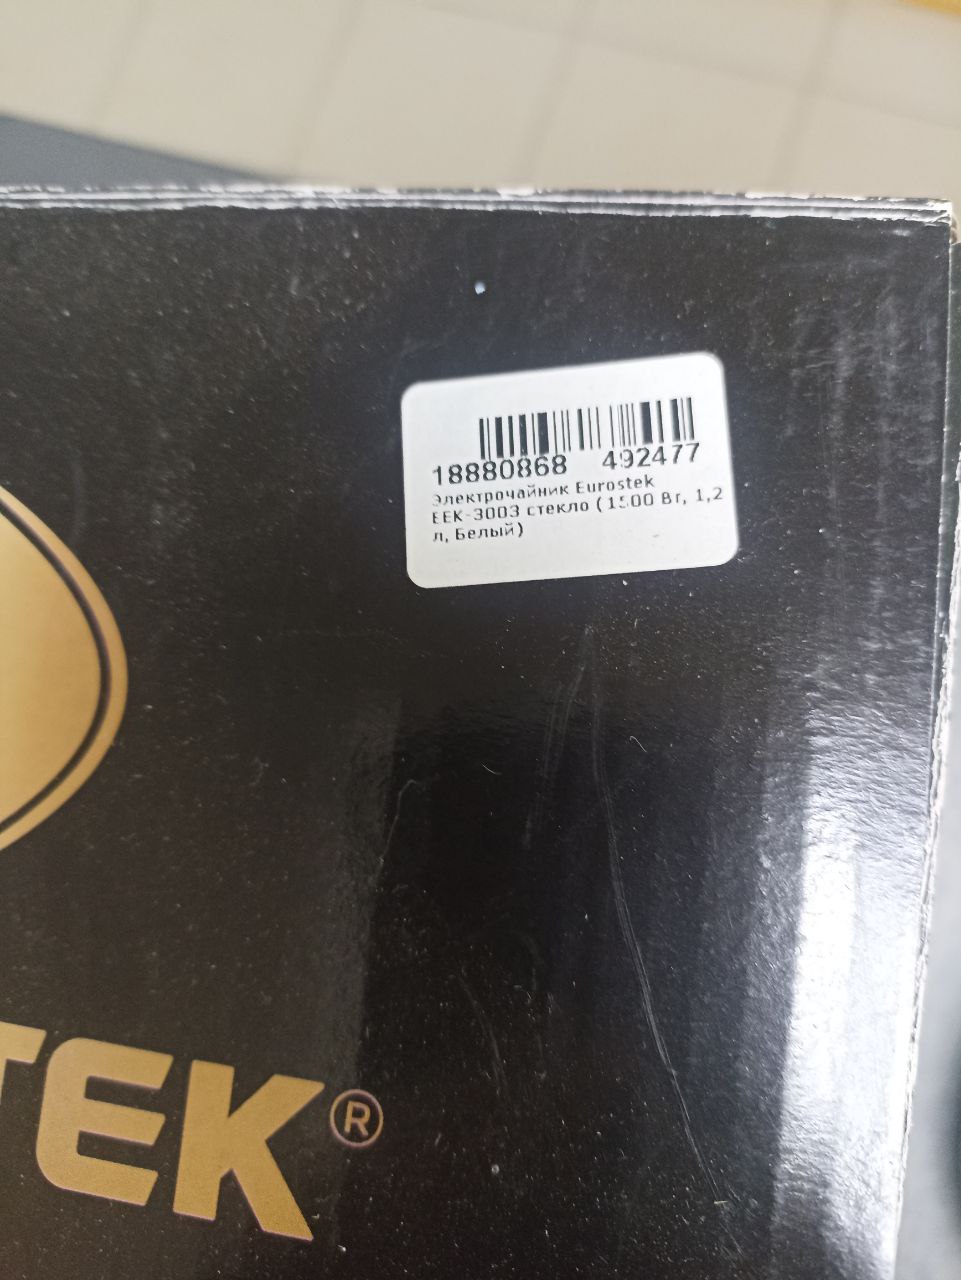 18880868 492477
Электрочайник Eurostek
EEK-3003 стекло (1500 Вт, 1,2
л, Белый)
TEK®